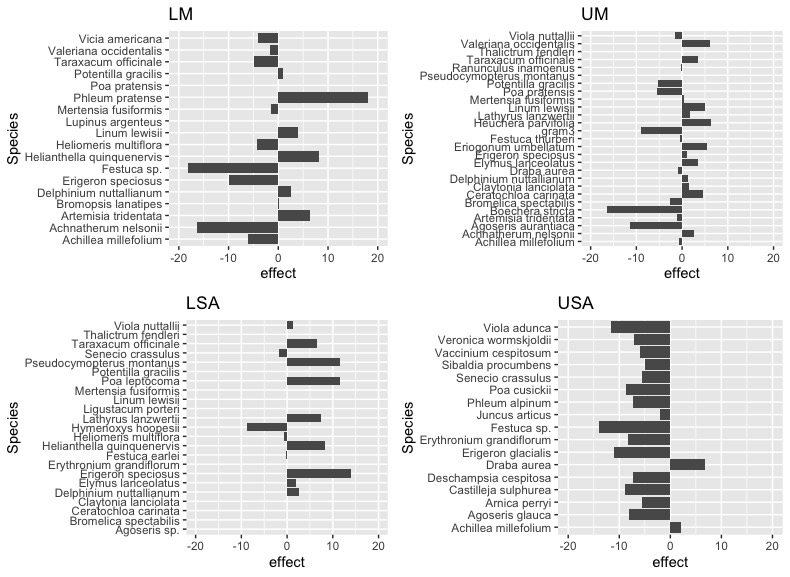 LM
Species
Vicia americana
Valeriana occidentalis
Taraxacum officinale
Potentilla gracilis
Poa pratensis
Phleum pratense
Mertensia fusiformis
Lupinus argenteus
Linum lewisii
Heliomeris multiflora
Helianthella quinquenervis
Festuca sp.
Erigeron speciosus
Delphinium nuttallianum
Bromopsis lanatipes
Artemisia tridentata
Achnatherum nelsonii
Achillea millefolium
-20 -10 0 10 20
effect
UM
Species
Viola nuttallii
Valeriana occidentalis
Thalictrum fendleri
Taraxacum officinale
Ranunculus inamoenus
Pseudocymopterus montanus
Potentilla gracilis
Poa pratensis
Mertensia fusiformis
Linum lewisii
Lathyrus lanzwertii
Heuchera parvifolia
gram3
Festuca thurberi
Eriogonum umbellatum
Erigeron speciosus
Elymus lanceolatus
Draba aurea
Delphinium nuttallianum
Claytonia lanciolata
Ceratochloa carinata
Bromelica spectabilis
Boechera stricta
Artemisia tridentata
Agoseris aurantiaca
Achnatherum nelsonii
Achillea millefolium
-20 -10 0 10 20
effect
LSA
Species
Viola nuttallii
Thalictrum fendleri
Taraxacum officinale
Senecio crassulus
Pseudocymopterus montanus
Potentilla gracilis
Poa leptocoma
Mertensia fusiformis
Linum lewisii
Ligustacum porteri
Lathyrus lanzwertii
Hymenoxys hoopesii
Heliomeris multiflora
Helianthella quinquenervis
Festuca earlei
Erythronium grandiflorum
Erigeron speciosus
Elymus lanceolatus
Delphinium nuttallianum
Claytonia lanciolata
Ceratochloa carinata
Bromelica spectabilis
Agoseris sp.
-20 -10 0 10 20
effect
USA
Species
Viola adunca
Veronica wormskjoldii
Vaccinium cespitosum
Sibaldia procumbens
Senecio crassulus
Poa cusickii
Phleum alpinum
Juncus articus
Festuca sp.
Erythronium grandiflorum
Erigeron glacialis
Draba aurea
Deschampsia cespitosa
Castilleja sulphurea
Arnica perryi
Agoseris glauca
Achillea millefolium
-20 -10 0 10 20
effect